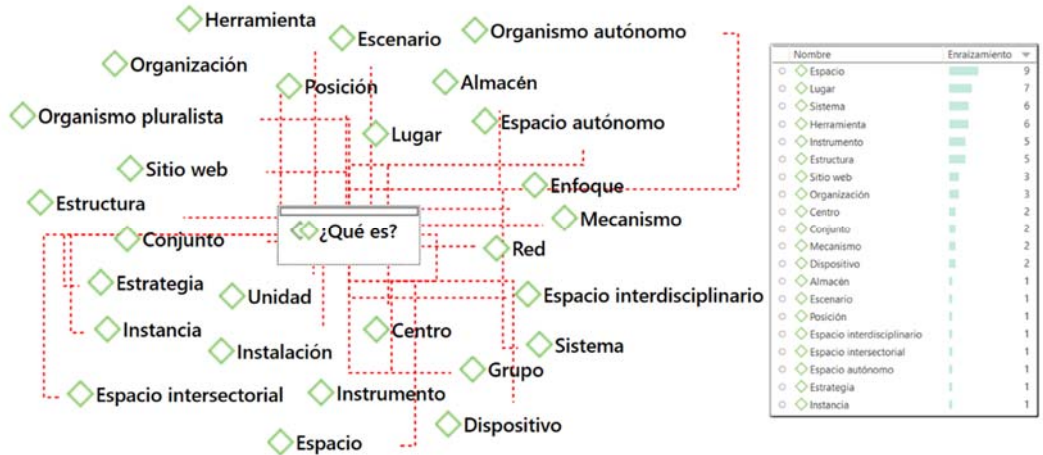 Herramienta
Escenario
Organismo autónomo
Organización
Posición
Almacén
Organismo pluralista
Lugar
Espacio autónomo
Sitio web
Enfoque
Estructura
Mecanismo
Conjunto
¿Qué es?
Red
Estrategia
Unidad
Espacio interdisciplinario
Instancia
Centro
Instalación
Sistema
Grupo
Espacio intersectorial
Instrumento
Dispositivo
Espacio
Nombre Enraizamiento
Espacio 9
Lugar 7
Sistema 6
Herramienta 6
Instrumento 5
Estructura 5
Sitio web 3
Organización 3
Centro 2
Conjunto 2
Mecanismo 2
Dispositivo 2
Almacén 1
Escenario 1
Posición 1
Espacio interdisciplinario 1
Espacio intersectorial 1
Espacio autónomo 1
Estrategia 1
Instancia 1